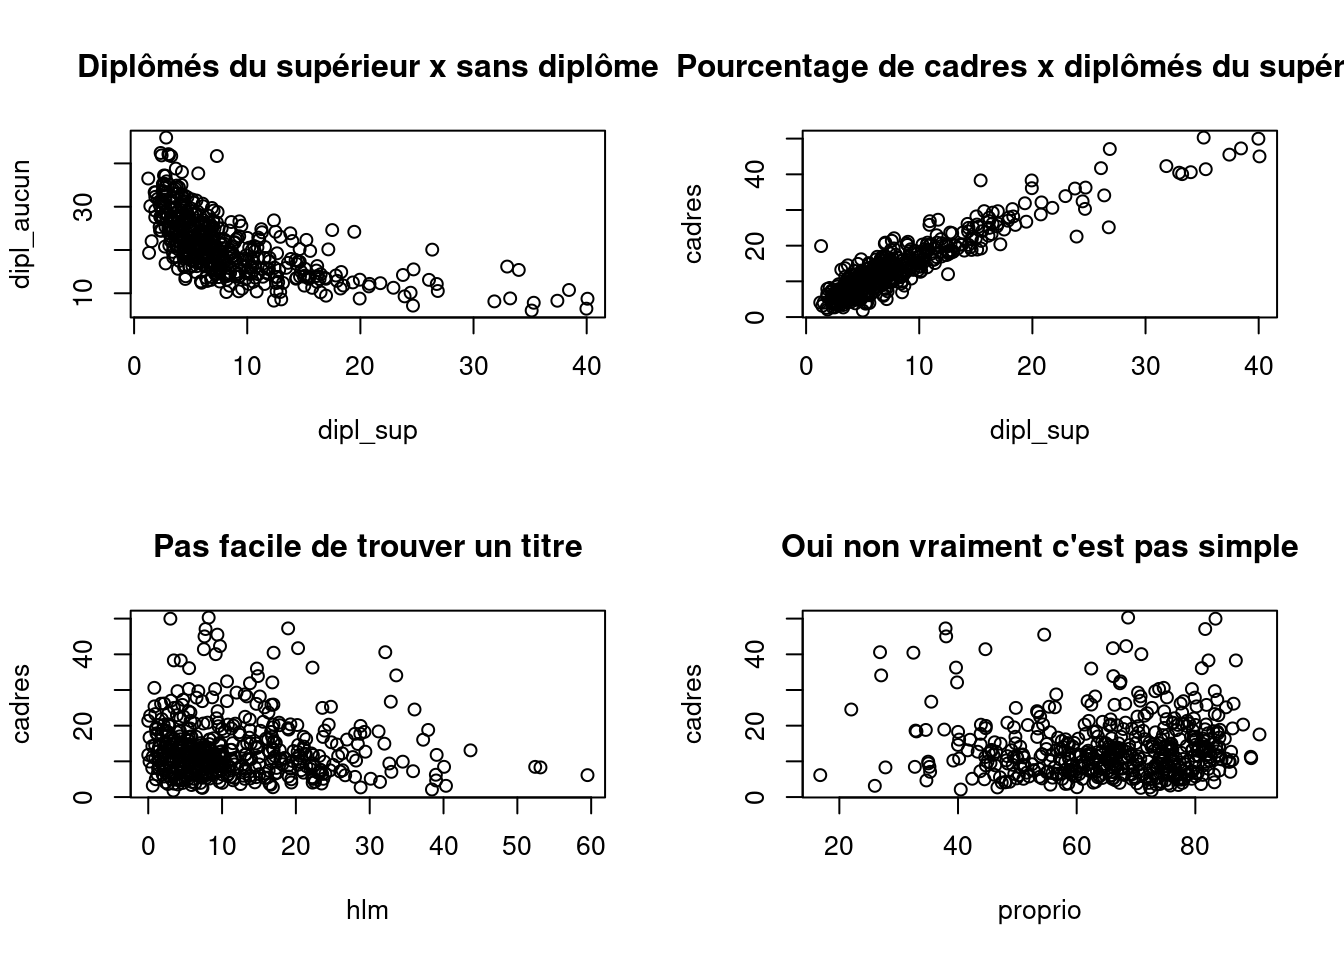 Diplômés du supérieur x sans diplôme
dipl_aucun
30
10
0 10 20 30 40
dipl_sup
Pourcentage de cadres x diplômés du supér
cadres
40
20
0
0 10 20 30 40
dipl_sup
Pas facile de trouver un titre
cadres
40
20
0
0 10 20 30 40 50 60
hlm
Oui non vraiment c'est pas simple
cadres
40
20
0
20 40 60 80
proprio